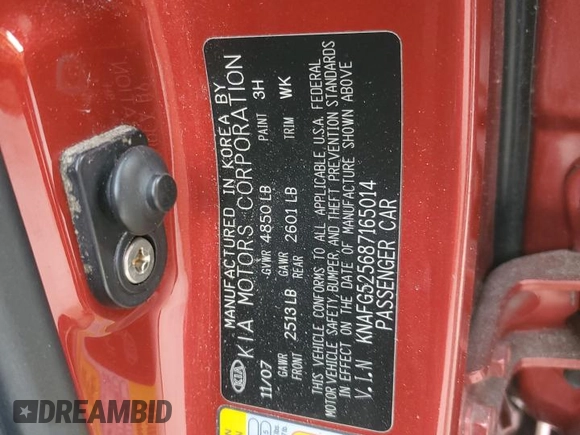 KIA
MANUFACTURED IN KOREA BY
KIA MOTORS CORPORATION
11/07 GVWR 4850 LB PAINT 3H
GAWR FRONT 2513 LB GAWR REAR 2601 LB TRIM WK
THIS VEHICLE CONFORMS TO ALL APPLICABLE U.S.A. FEDERAL
MOTOR VEHICLE SAFETY, BUMPER, AND THEFT PREVENTION STANDARDS
IN EFFECT ON THE DATE OF MANUFACTURE SHOWN ABOVE
V.I.N KNAFG525687165014
PASSENGER CAR
DREAMBID